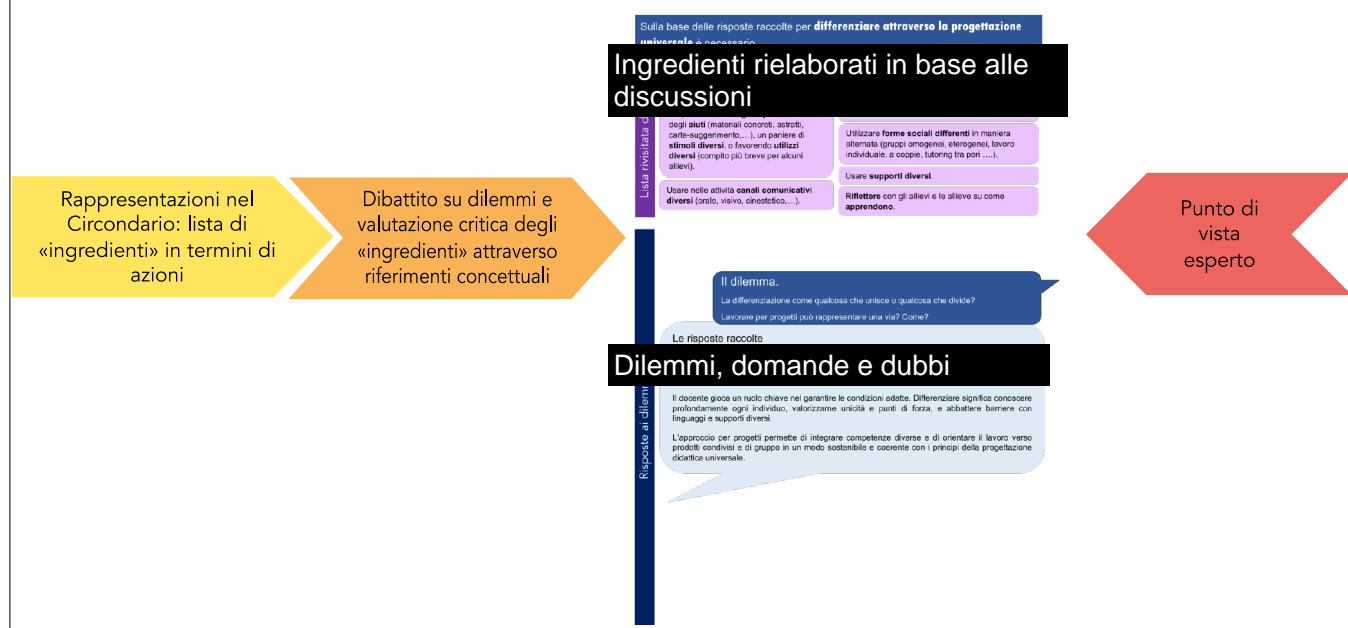 Rappresentazioni nel
Circondario: lista di
«ingredienti» in termini di
azioni
Dibattito su dilemmi e
valutazione critica degli
«ingredienti» attraverso
riferimenti concettuali
Sulla base delle risposte raccolte per differenziare attraverso la progettazione
universale è necessario
Ingredienti rielaborati in base alle
discussioni
Lista rivisitata
degli aiuti (materiali concreti, astratti,
carte-suggerimento,…), un paniere di
stimoli diversi, o favorendo utilizzi
diversi (compito più breve per alcuni
allievi).
Usare nelle attività canali comunicativi
diversi (orale, visivo, cinestetico,…).
Utilizzare forme sociali differenti in maniera
alternata (gruppi omogenei, eterogenei, lavoro
individuale, a coppie, tutoring tra pari ….).
Usare supporti diversi.
Riflettere con gli allievi e le allieve su come
apprendono.
Il dilemma.
La differenziazione come qualcosa che unisce o qualcosa che divide?
Lavorare per progetti può rappresentare una via? Come?
Le risposte raccolte
Dilemmi, domande e dubbi
Risposte ai dilemm
Il docente gioca un ruolo chiave nel garantire le condizioni adatte. Differenziare significa conoscere
profondamente ogni individuo, valorizzarne unicità e punti di forza, e abbattere barriere con
linguaggi e supporti diversi.
L'approccio per progetti permette di integrare competenze diverse e di orientare il lavoro verso
prodotti condivisi e di gruppo in un modo sostenibile e coerente con i principi della progettazione
didattica universale.
Punto di
vista
esperto